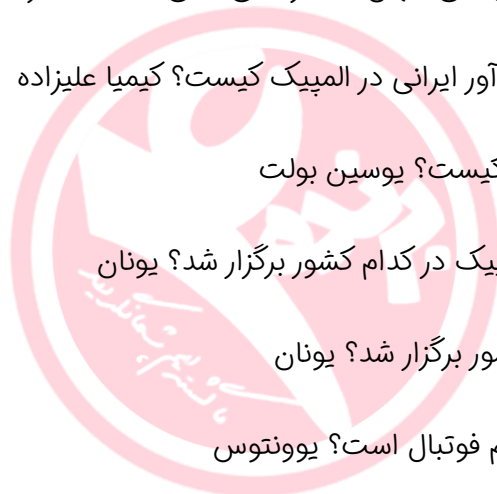 آور ایرانی در المپیک کیست؟ کیمیا علیزاده
کیست؟ یوسین بولت
پیک در کدام کشور برگزار شد؟ یونان
ور برگزار شد؟ یونان
م فوتبال است؟ یوونتوس